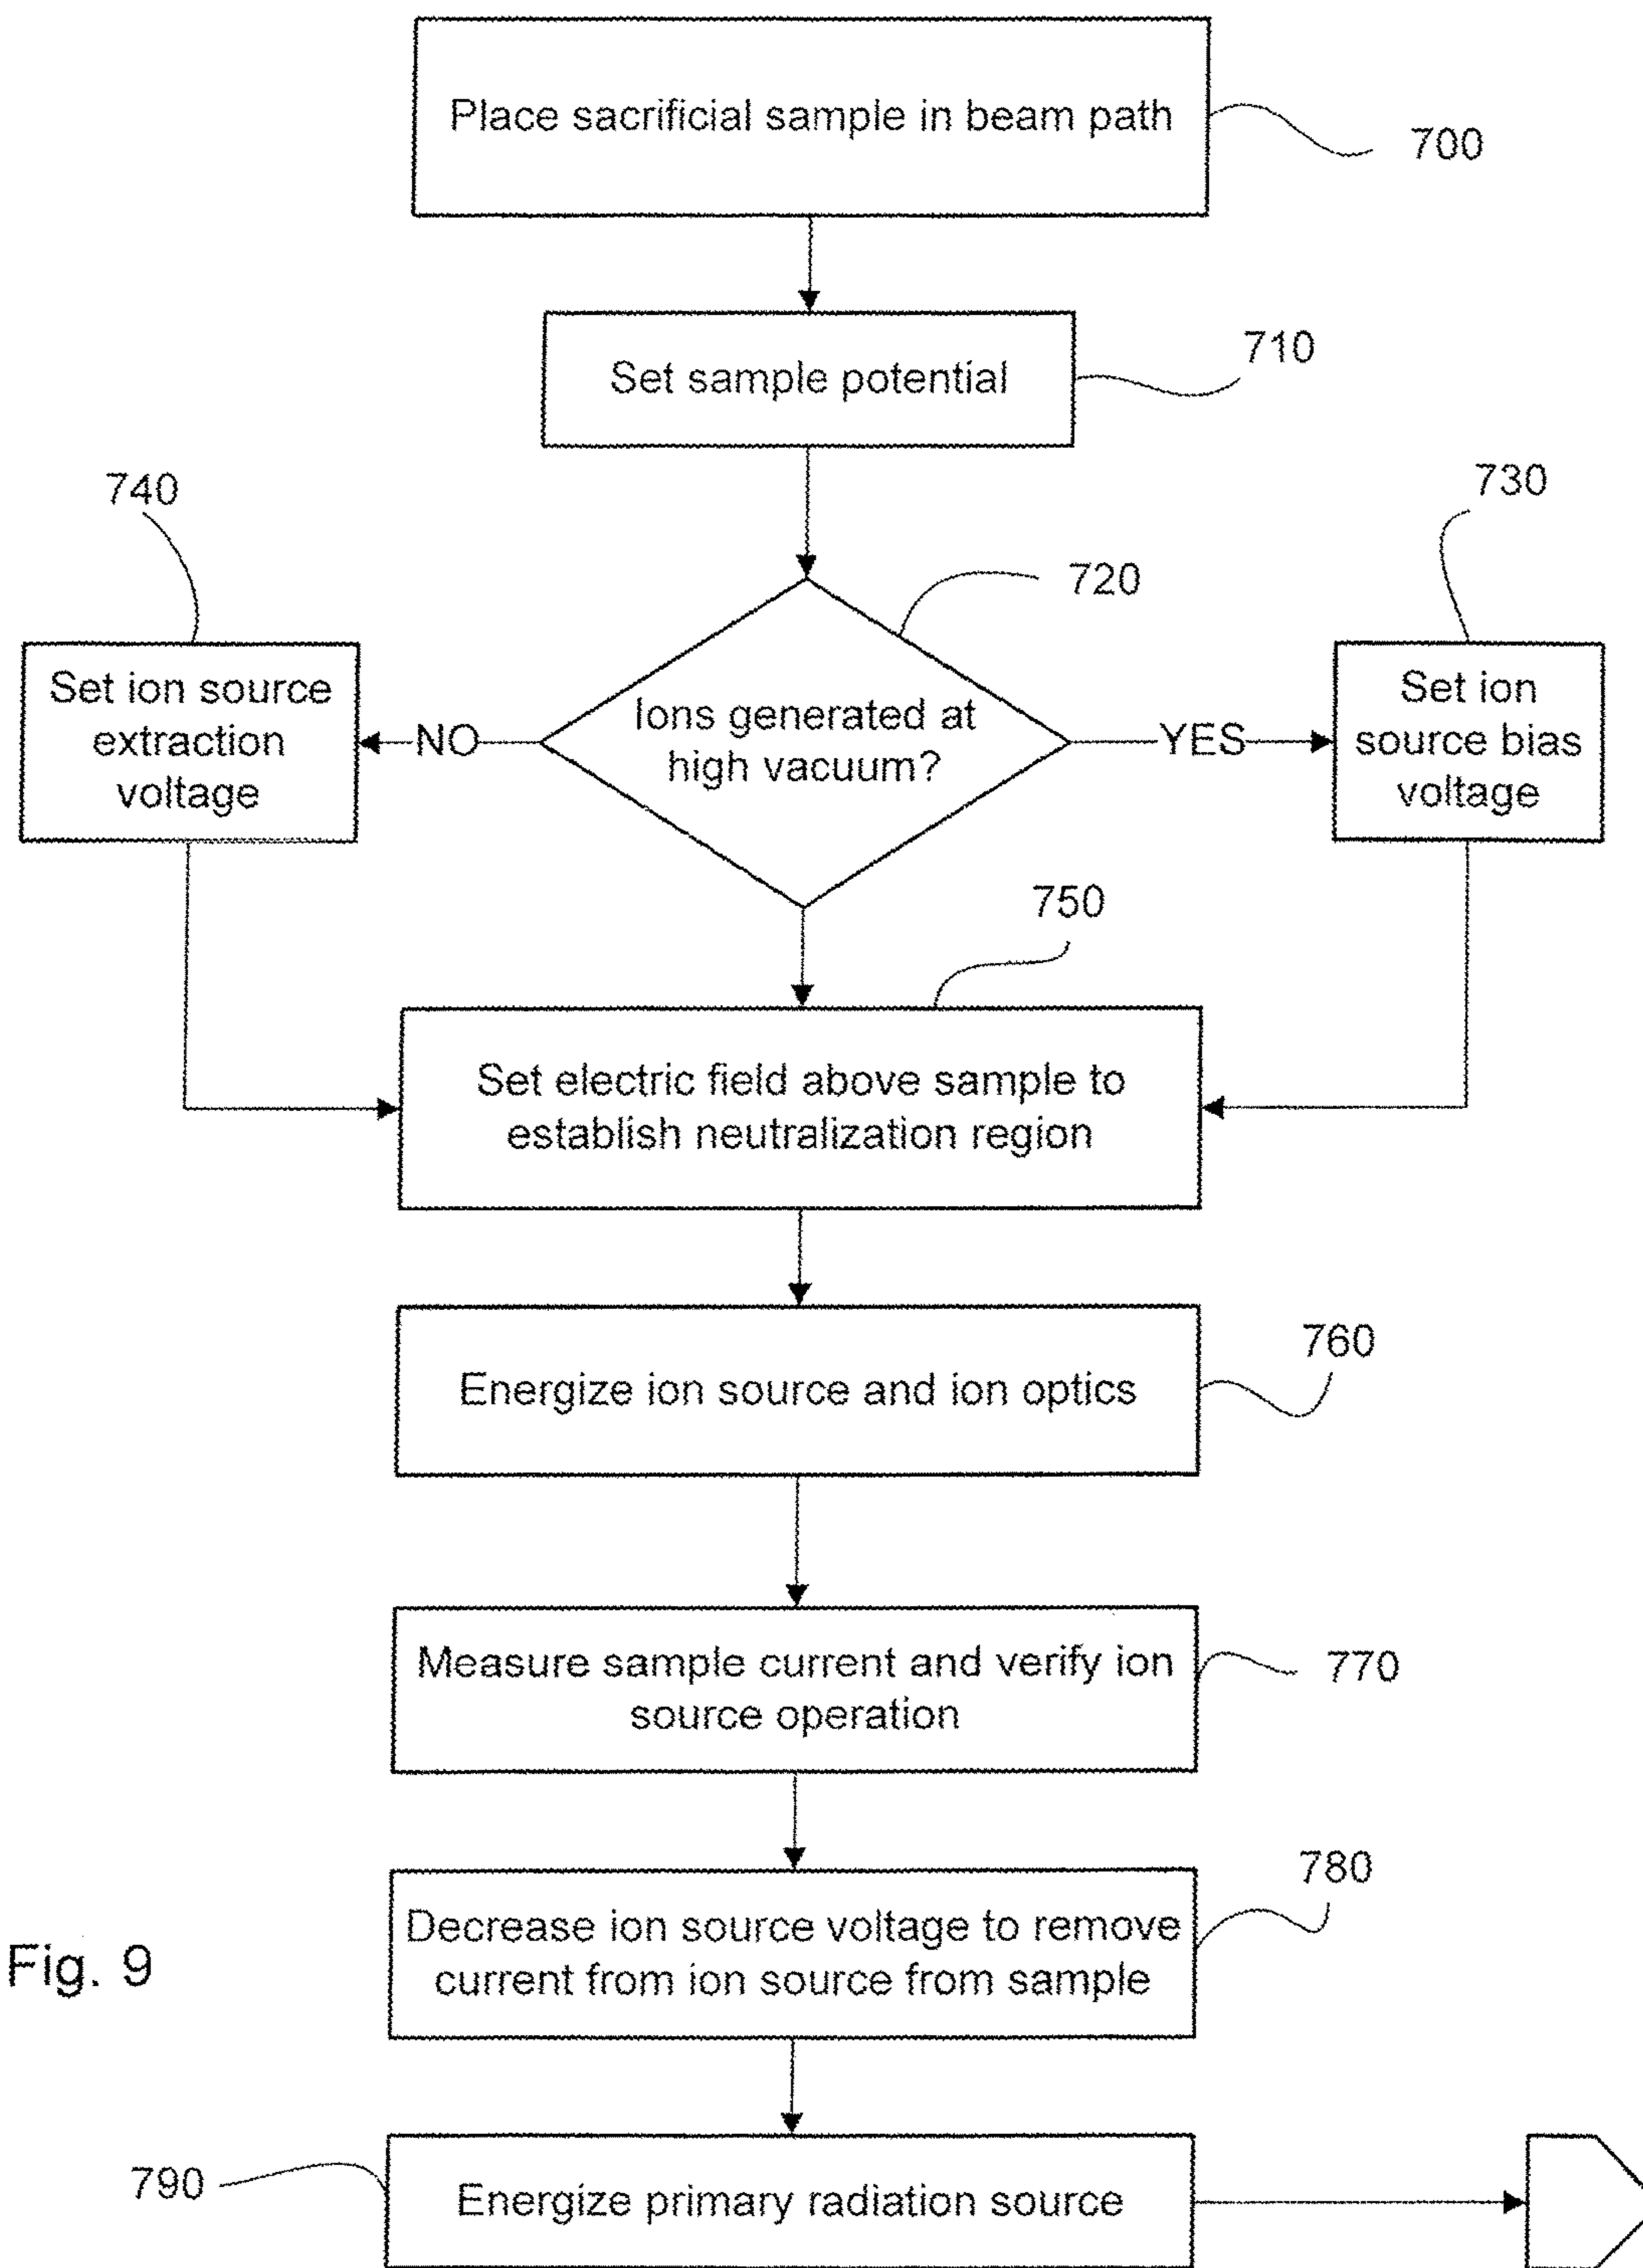 Place sacrificial sample in beam path
700
Set sample potential
710
740
730
720
Set ion source
extraction
voltage
NO
Ions generated at
high vacuum?
YES
Set ion
source bias
voltage
750
Set electric field above sample to
establish neutralization region
760
Energize ion source and ion optics
Measure sample current and verify ion
source operation
770
780
Decrease ion source voltage to remove
current from ion source from sample
Fig. 9
790
Energize primary radiation source